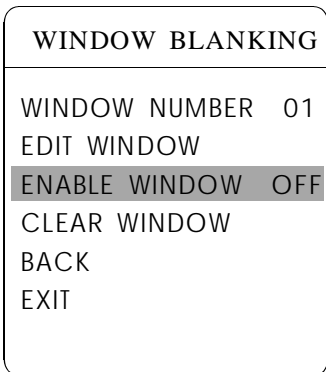 WINDOW BLANKING
WINDOW NUMBER 01
EDIT WINDOW
ENABLE WINDOW OFF
CLEAR WINDOW
BACK
EXIT